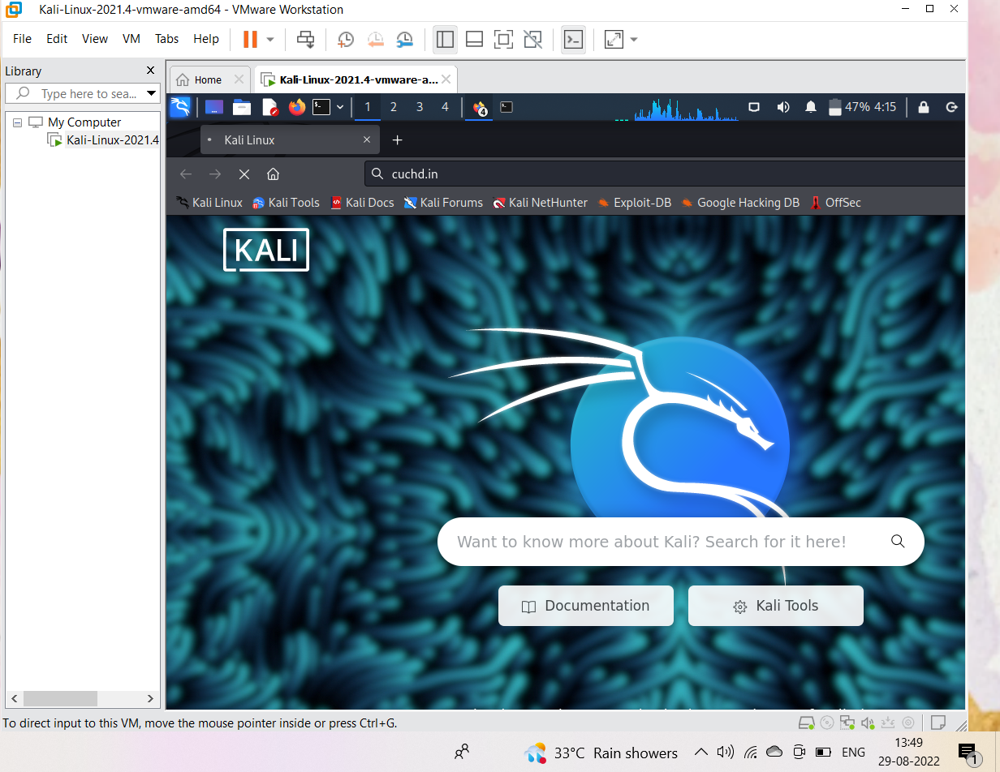 Kali-Linux-2021.4-vmware-amd64 - VMware Workstation
File Edit View VM Tabs Help
Library
Home Kali-Linux-2021.4-vmware-a...
Type here to sea...
1 2 3 4 4 47% 4:15
My Computer
Kali-Linux-2021.4
Kali Linux
cuchd.in
Kali Linux Kali Tools Kali Docs Kali Forums Kali NetHunter Exploit-DB Google Hacking DB OffSec
KALI
Want to know more about Kali? Search for it here!
Documentation Kali Tools
To direct input to this VM, move the mouse pointer inside or press Ctrl+G.
33°C Rain showers ENG 13:49
29-08-2022 1